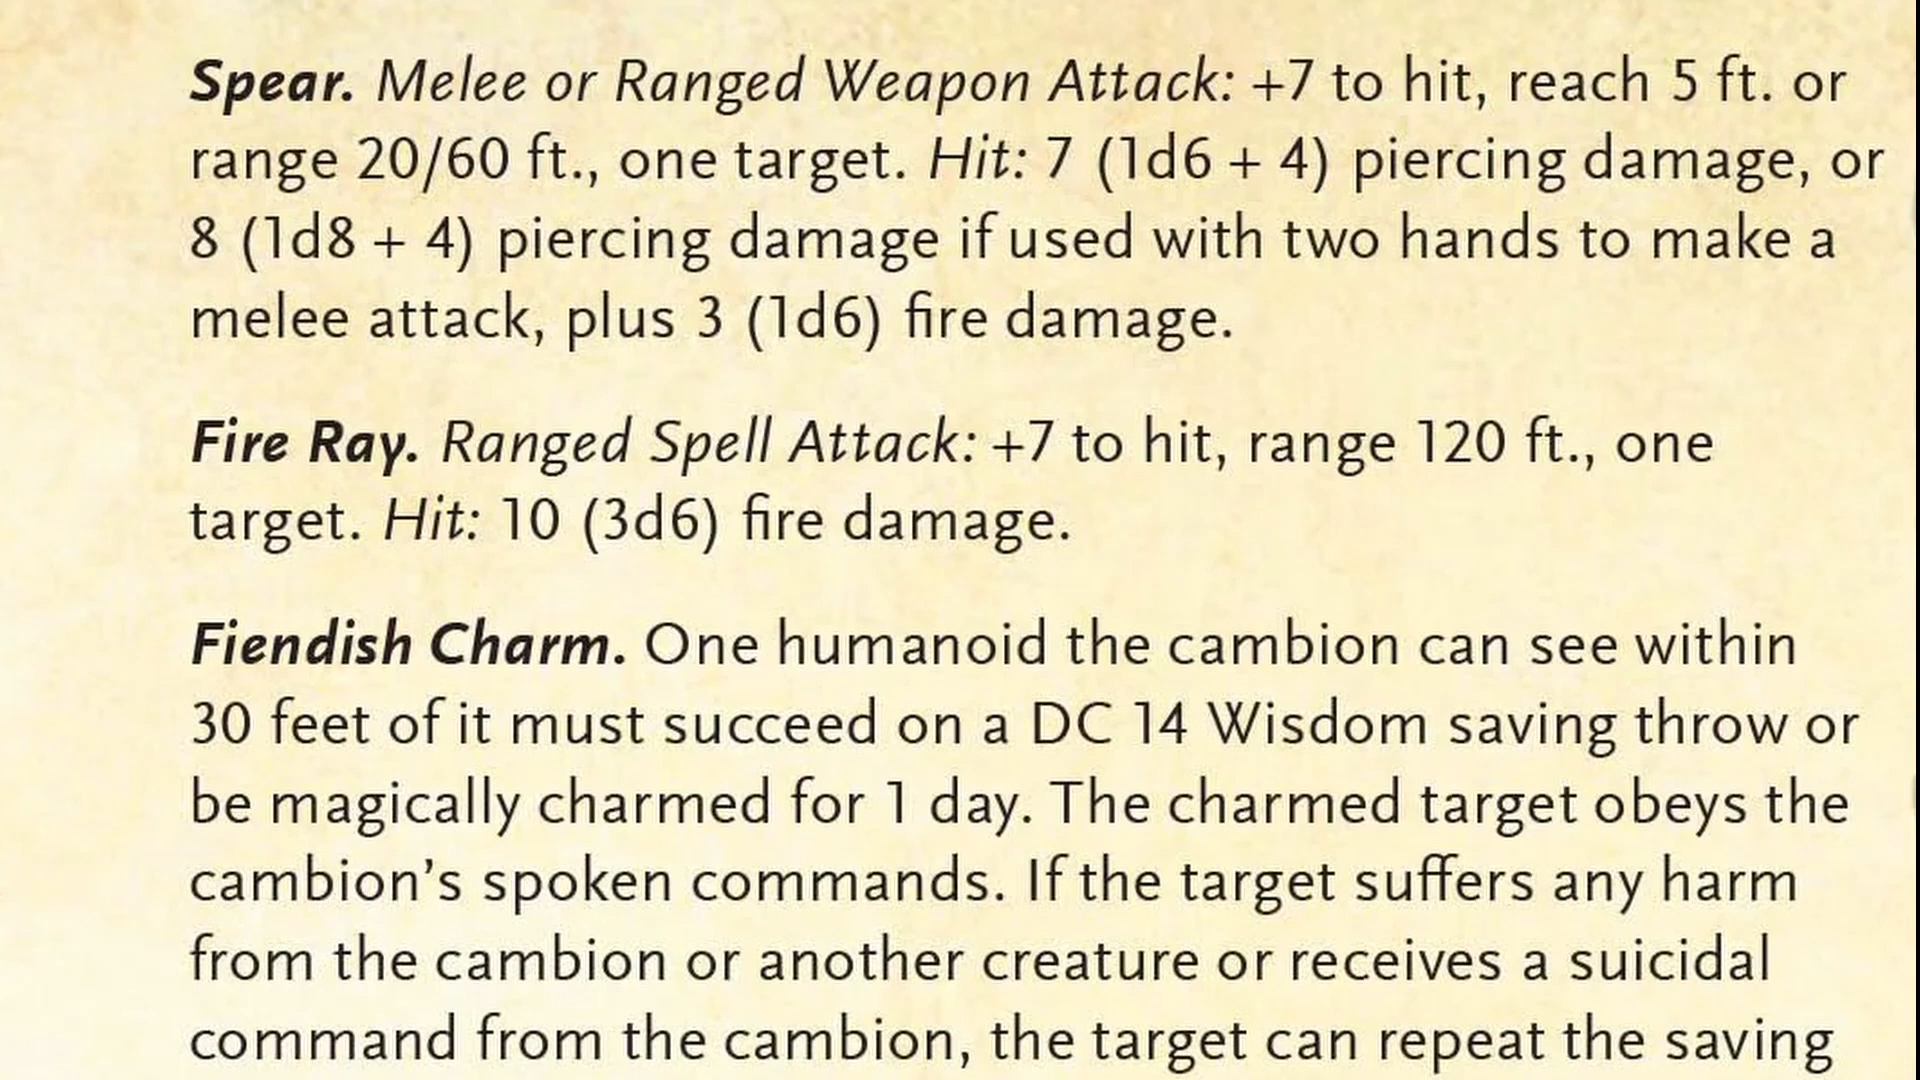 Spear. Melee or Ranged Weapon Attack: +7 to hit, reach 5 ft. or
range 20/60 ft., one target. Hit: 7 (1d6 + 4) piercing damage, or
8 (1d8 + 4) piercing damage if used with two hands to make a
melee attack, plus 3 (1d6) fire damage.
Fire Ray. Ranged Spell Attack: +7 to hit, range 120 ft., one
target. Hit: 10 (3d6) fire damage.
Fiendish Charm. One humanoid the cambion can see within
30 feet of it must succeed on a DC 14 Wisdom saving throw or
be magically charmed for 1 day. The charmed target obeys the
cambion’s spoken commands. If the target suffers any harm
from the cambion or another creature or receives a suicidal
command from the cambion, the target can repeat the saving